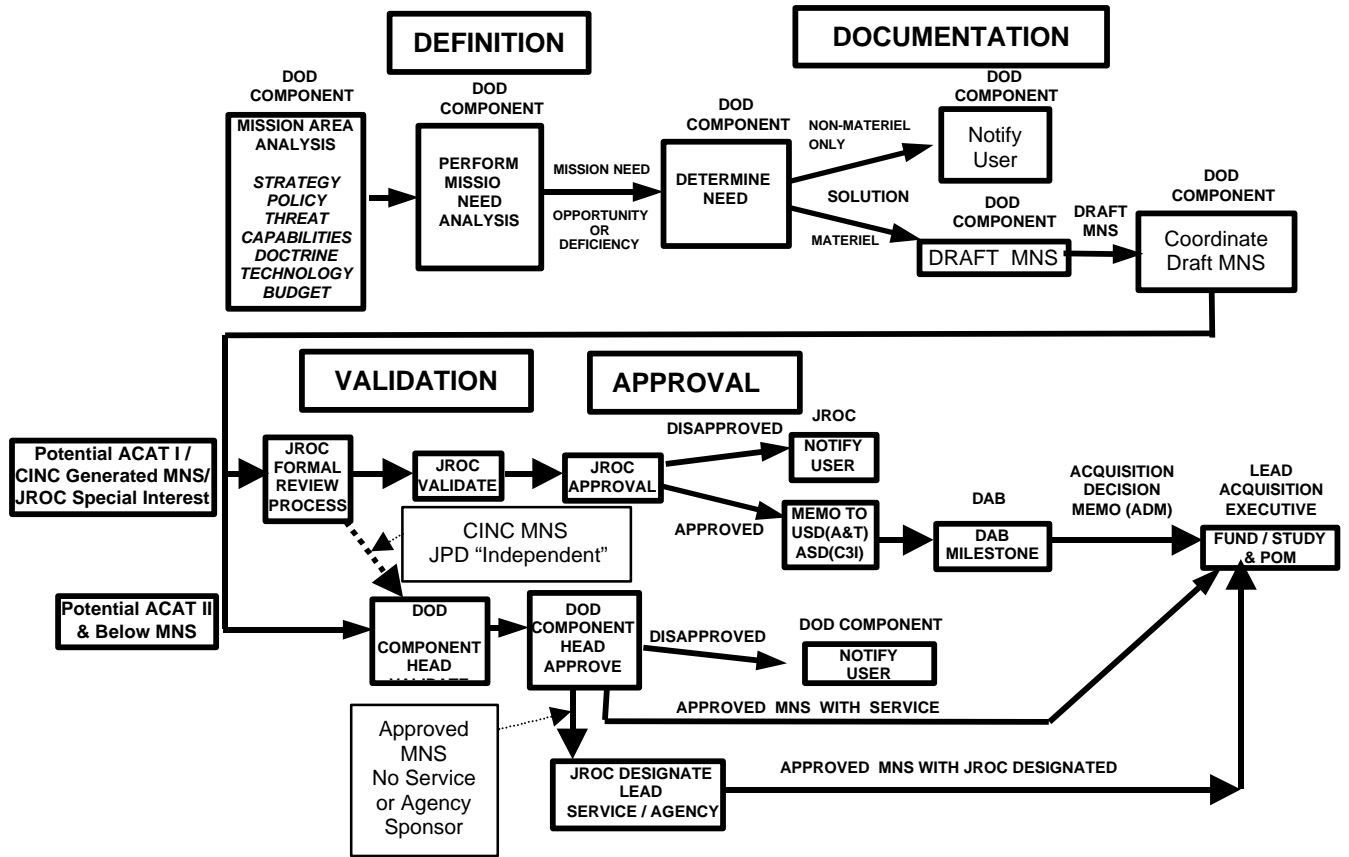 DEFINITION
DOCUMENTATION
DOD
COMPONENT
MISSION AREA
ANALYSIS
STRATEGY
POLICY
THREAT
CAPABILITIES
DOCTRINE
TECHNOLOGY
BUDGET
DOD
COMPONENT
PERFORM
MISSIO
NEED
ANALYSIS
MISSION NEED
OPPORTUNITY
OR
DEFICIENCY
DOD
COMPONENT
DETERMINE
NEED
NON-MATERIEL
ONLY
SOLUTION
MATERIEL
DOD
COMPONENT
Notify
User
DOD
COMPONENT
DRAFT MNS
DRAFT
MNS
DOD
COMPONENT
Coordinate
Draft MNS
VALIDATION
APPROVAL
Potential ACAT I /
CINC Generated MNS/
JROC Special Interest
JROC
FORMAL
REVIEW
PROCESS
JROC
VALIDATE
JROC
APPROVAL
DISAPPROVED
JROC
NOTIFY
USER
APPROVED
MEMO TO
USD(A&T)
ASD(C3I)
DAB
DAB
MILESTONE
ACQUISITION
DECISION
MEMO (ADM)
LEAD
ACQUISITION
EXECUTIVE
FUND / STUDY
& POM
CINC MNS
JPD “Independent”
Potential ACAT II
& Below MNS
DOD
COMPONENT
HEAD
VALIDATE
DOD
COMPONENT
HEAD
APPROVE
DISAPPROVED
DOD COMPONENT
NOTIFY
USER
APPROVED MNS WITH SERVICE
Approved
MNS
No Service
or Agency
Sponsor
JROC DESIGNATE
LEAD
SERVICE / AGENCY
APPROVED MNS WITH JROC DESIGNATED